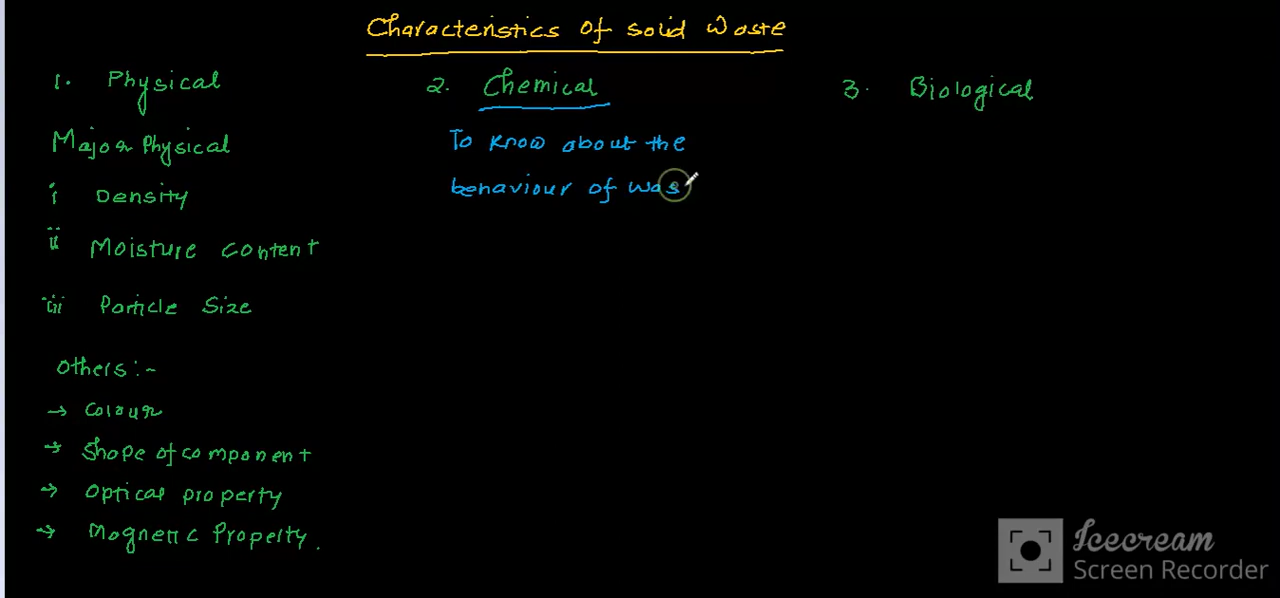 Characteristics of Solid Waste
1. Physical
Major Physical
i Density
ii Moisture Content
iii Particle Size
Others:-
→ Colour
→ Shape of component
→ Optical property
→ Magnetic Property.
2. Chemical
To know about the
behaviour of was
3. Biological
Icecream
Screen Recorder